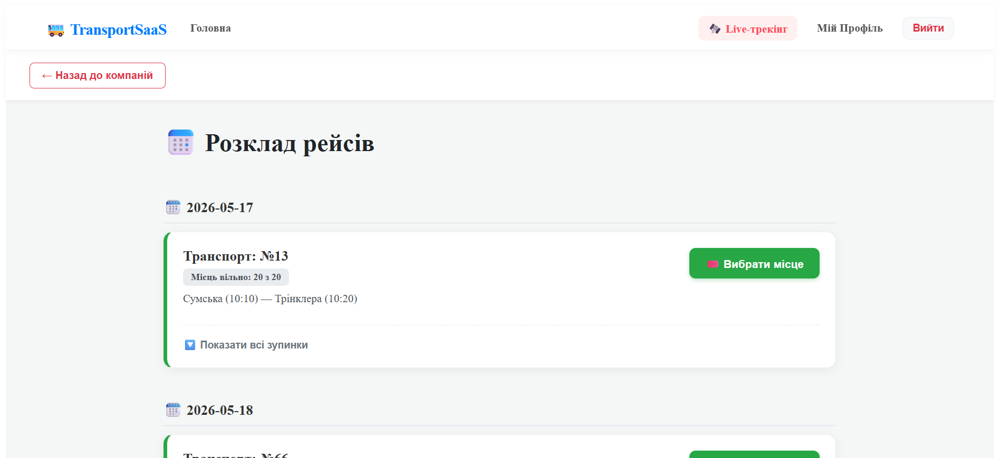 TransportSaaS
Головна
Live-трекінг
Мій Профіль
Вийти
← Назад до компаній
Розклад рейсів
2026-05-17
Транспорт: №13
Вибрати місце
Місць вільно: 20 з 20
Сумська (10:10) — Трінклера (10:20)
Показати всі зупинки
2026-05-18
Транспорт: №66